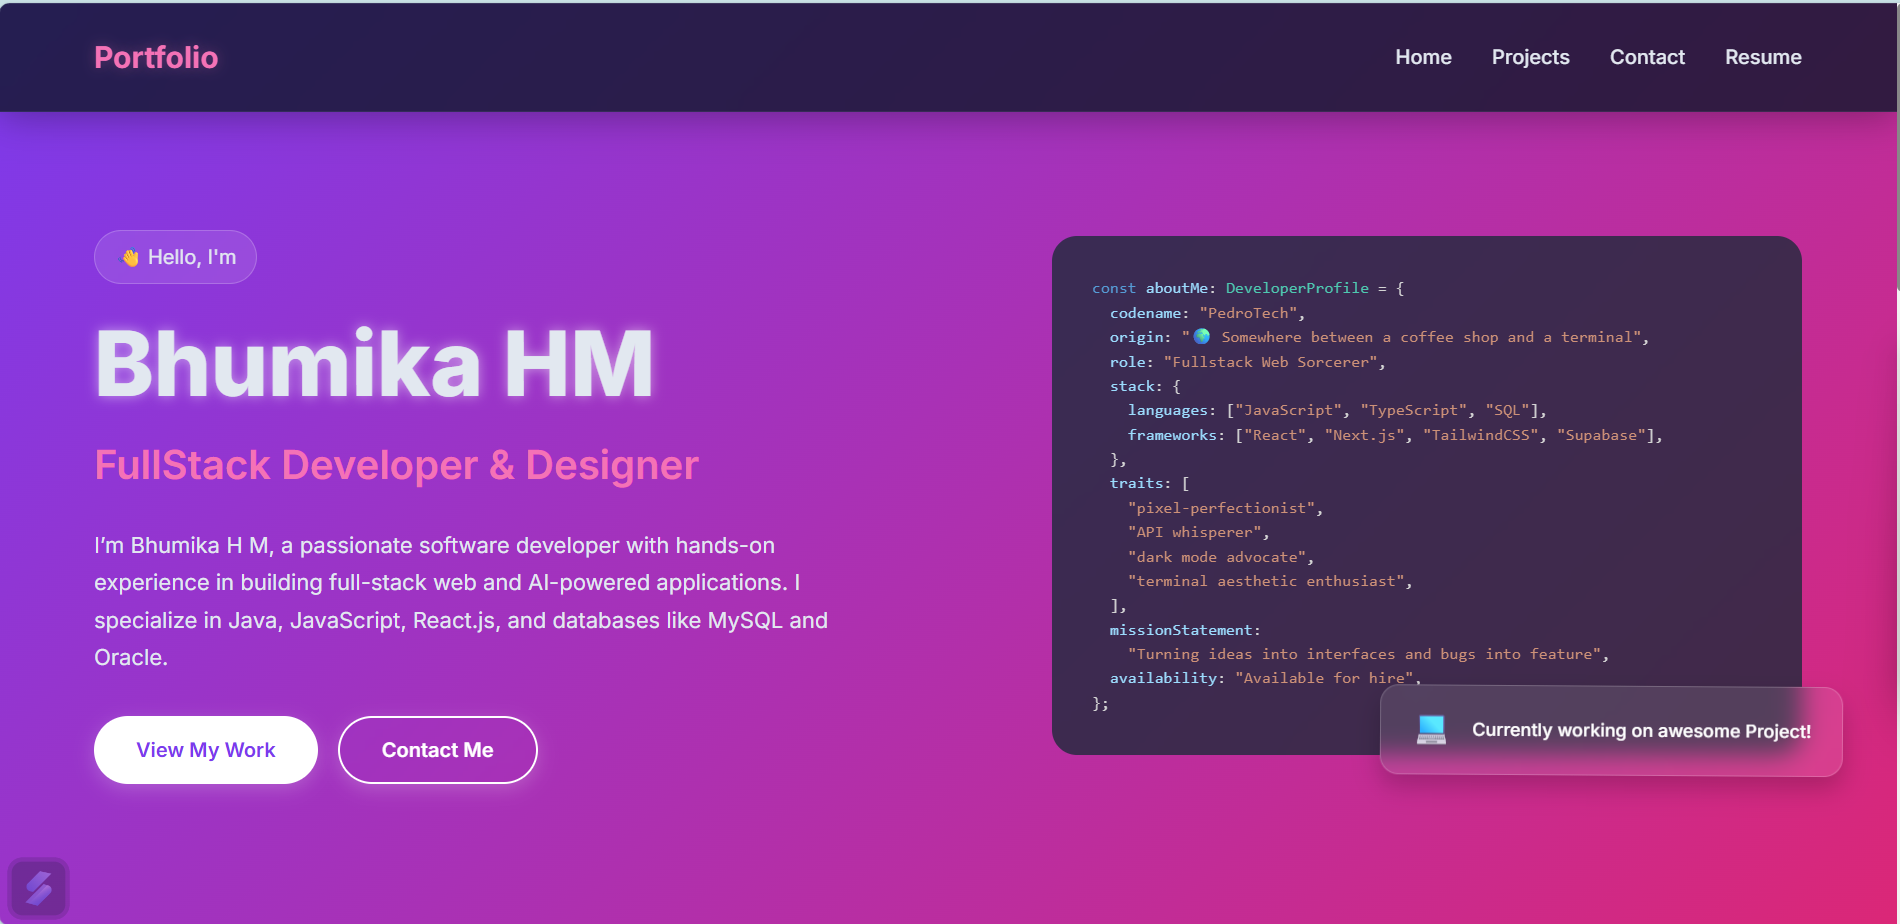 Portfolio
Home Projects Contact Resume
👋 Hello, I'm
Bhumika HM
FullStack Developer & Designer
I’m Bhumika H M, a passionate software developer with hands-on
experience in building full-stack web and AI-powered applications. I
specialize in Java, JavaScript, React.js, and databases like MySQL and
Oracle.
View My Work
Contact Me
const aboutMe: DeveloperProfile = {
codename: "PedroTech",
origin: "🌍 Somewhere between a coffee shop and a terminal",
role: "Fullstack Web Sorcerer",
stack: {
languages: ["JavaScript", "TypeScript", "SQL"],
frameworks: ["React", "Next.js", "TailwindCSS", "Supabase"],
},
traits: [
"pixel-perfectionist",
"API whisperer",
"dark mode advocate",
"terminal aesthetic enthusiast",
],
missionStatement:
"Turning ideas into interfaces and bugs into feature",
availability: "Available for hire",
};
💻 Currently working on awesome Project!